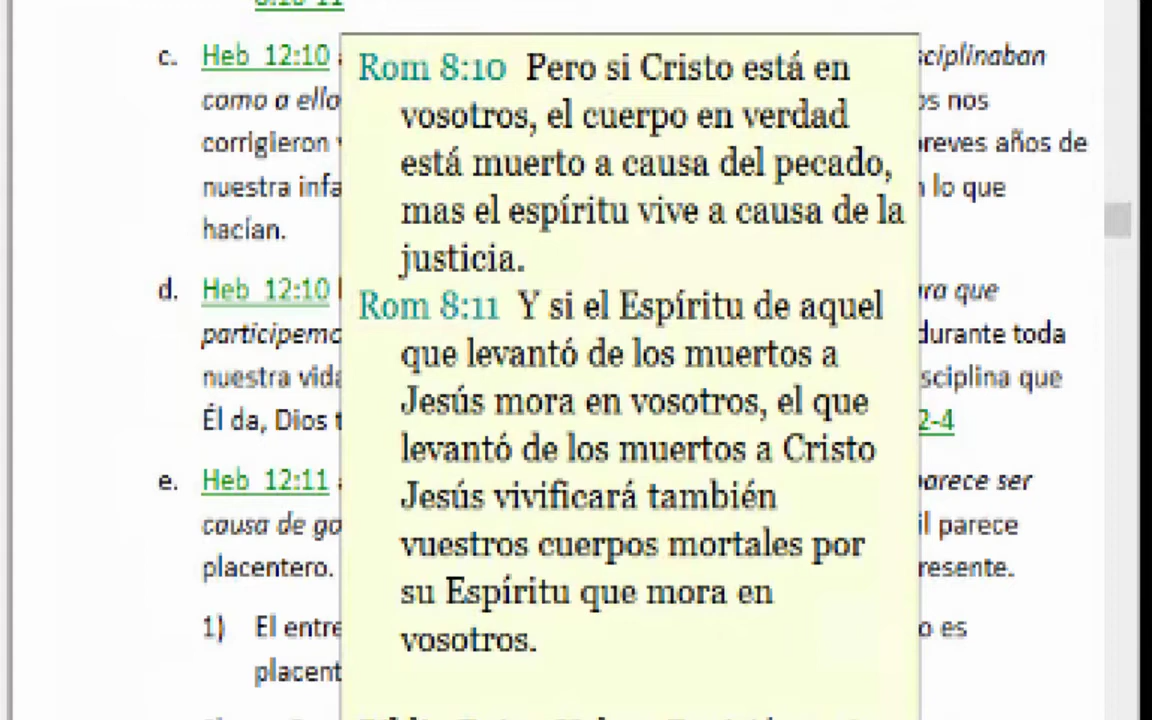 8:10-11
c. Heb 12:10
sciplinaban
como a ello
os nos
corrigieron
breves años de
nuestra infa
lo que
hacían.
d. Heb 12:10
ra que
participemo
durante toda
nuestra vida
sciplina que
Él da, Dios
2-4
e. Heb 12:11
parece ser
causa de go
il parece
placentero.
resente.
1) El entre
o es
placent
Rom 8:10 Pero si Cristo está en
vosotros, el cuerpo en verdad
está muerto a causa del pecado,
mas el espíritu vive a causa de la
justicia.
Rom 8:11 Y si el Espíritu de aquel
que levantó de los muertos a
Jesús mora en vosotros, el que
levantó de los muertos a Cristo
Jesús vivificará también
vuestros cuerpos mortales por
su Espíritu que mora en
vosotros.